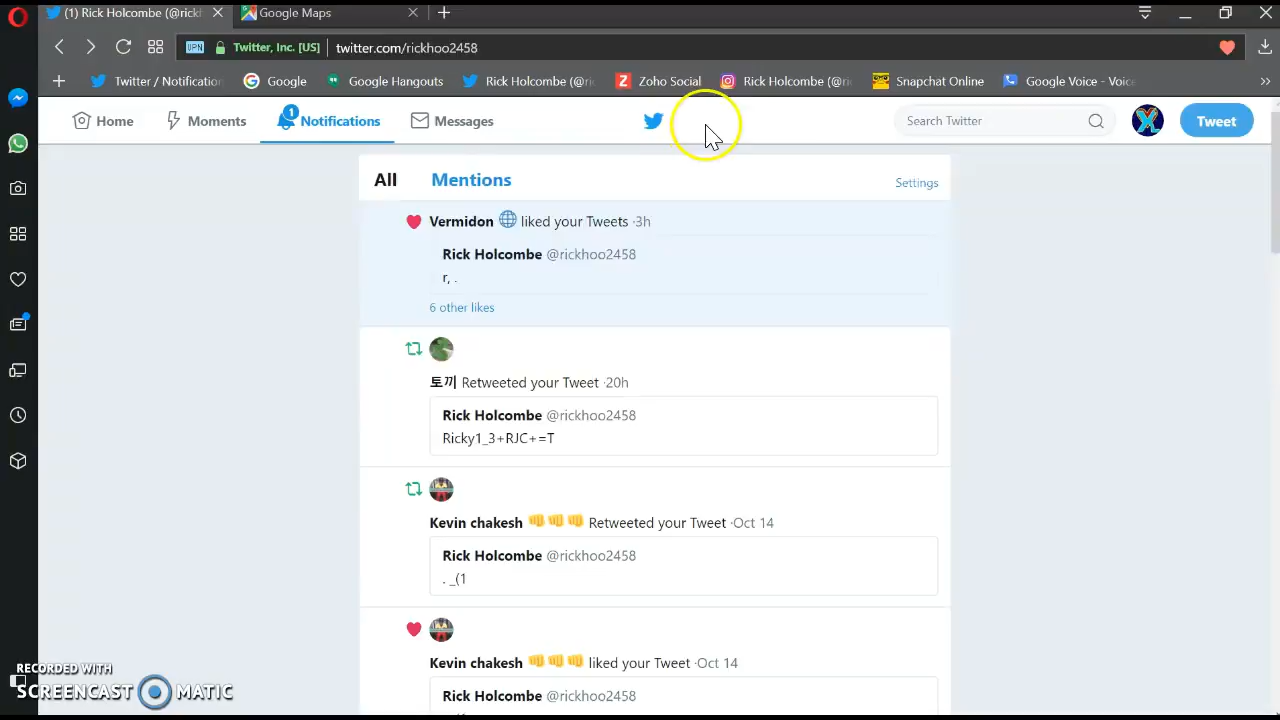 (1) Rick Holcombe (@rickh
Google Maps
VPN Twitter, Inc. [US] twitter.com/rickhoo2458
Twitter / Notification Google Google Hangouts Rick Holcombe (@ri Zoho Social Rick Holcombe (@ri Snapchat Online Google Voice - Voic
Home Moments 1 Notifications Messages Search Twitter Tweet
All Mentions Settings
Vermidon liked your Tweets ·3h
Rick Holcombe @rickhoo2458
r, .
6 other likes
토끼 Retweeted your Tweet ·20h
Rick Holcombe @rickhoo2458
Ricky1_3+RJC+=T
Kevin chakesh 👊👊👊 Retweeted your Tweet ·Oct 14
Rick Holcombe @rickhoo2458
. _(1
Kevin chakesh 👊👊👊 liked your Tweet ·Oct 14
Rick Holcombe @rickhoo2458
RECORDED WITH
SCREENCAST MATIC